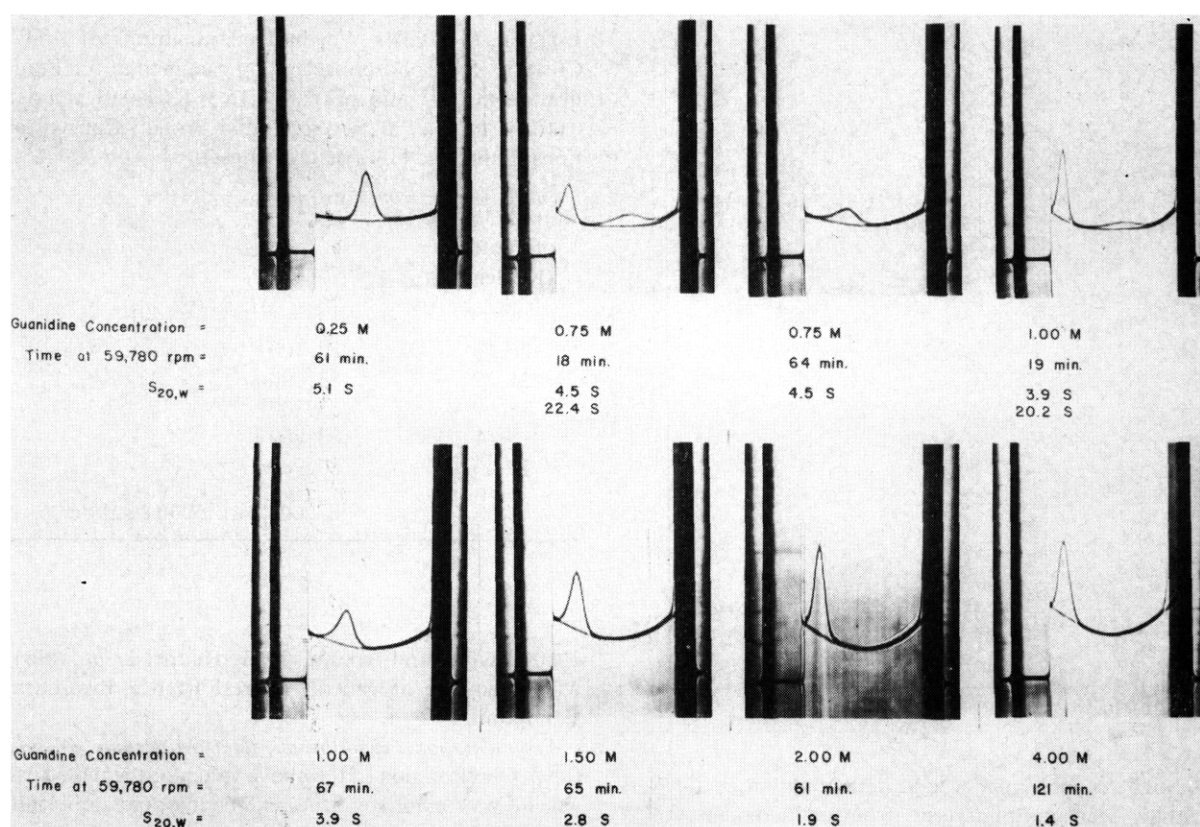 Guanidine Concentration = 0.25 M 0.75 M 0.75 M 1.00 M
Time at 59,780 rpm = 61 min. 18 min. 64 min. 19 min.
S20,w = 5.1 S 4.5 S 4.5 S 3.9 S
22.4 S 20.2 S
Guanidine Concentration = 1.00 M 1.50 M 2.00 M 4.00 M
Time at 59,780 rpm = 67 min. 65 min. 61 min. 121 min.
S20,w = 3.9 S 2.8 S 1.9 S 1.4 S